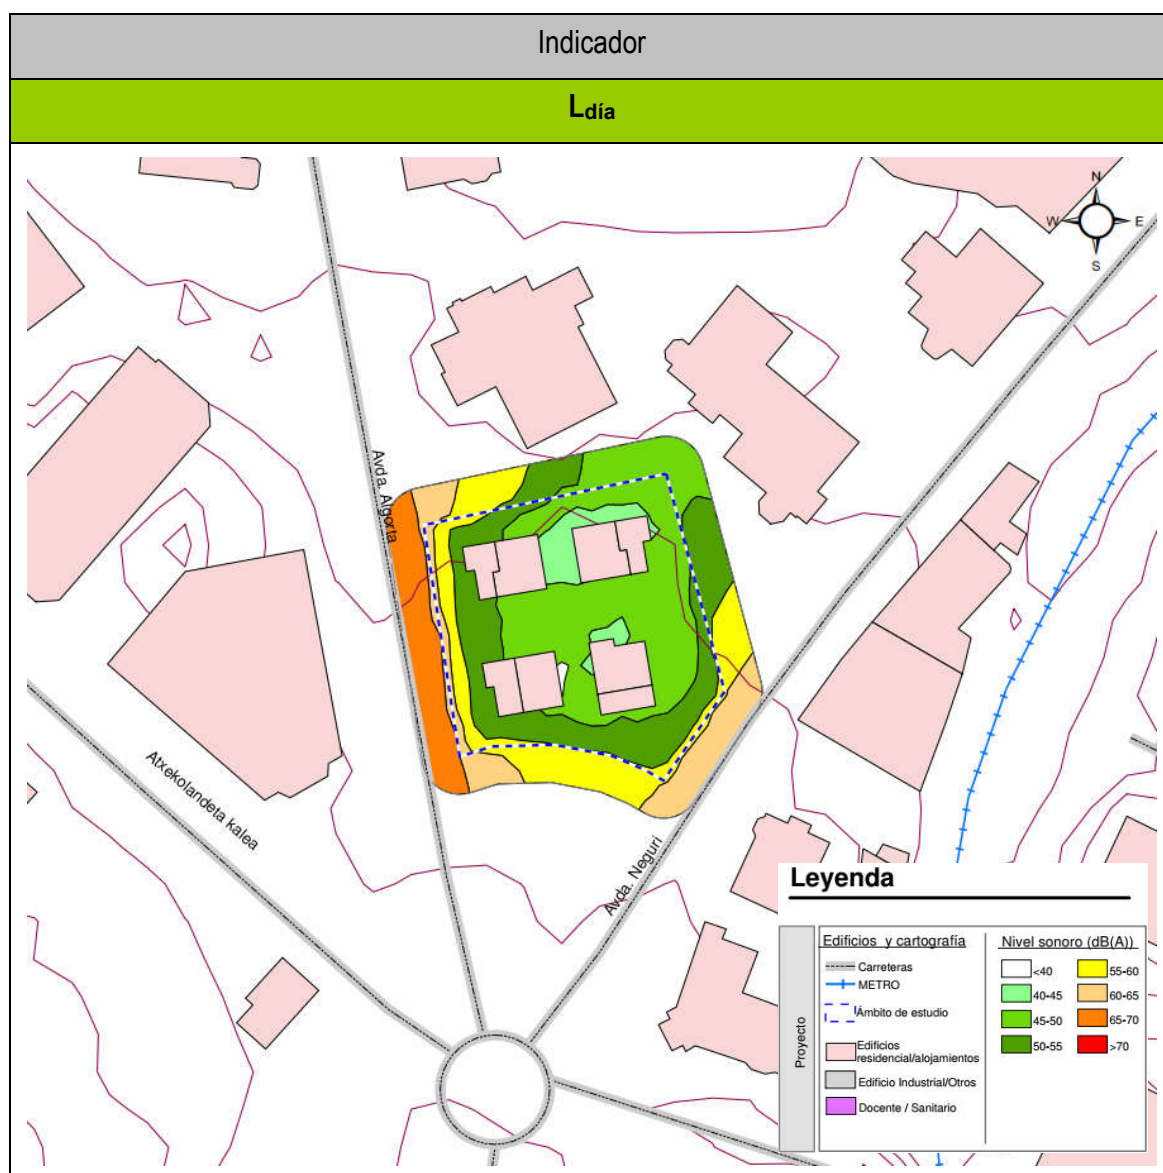 Indicador
Ldía
N
W
E
S
Avda. Algorta
Atxekolandeta kalea
Avda. Neguri
Leyenda
Proyecto
Edificios y cartografía
Carreteras
METRO
Ámbito de estudio
Edificios
residencial/alojamientos
Edificio Industrial/Otros
Docente / Sanitario
Nivel sonoro (dB(A))
<40
55-60
40-45
60-65
45-50
65-70
50-55
>70